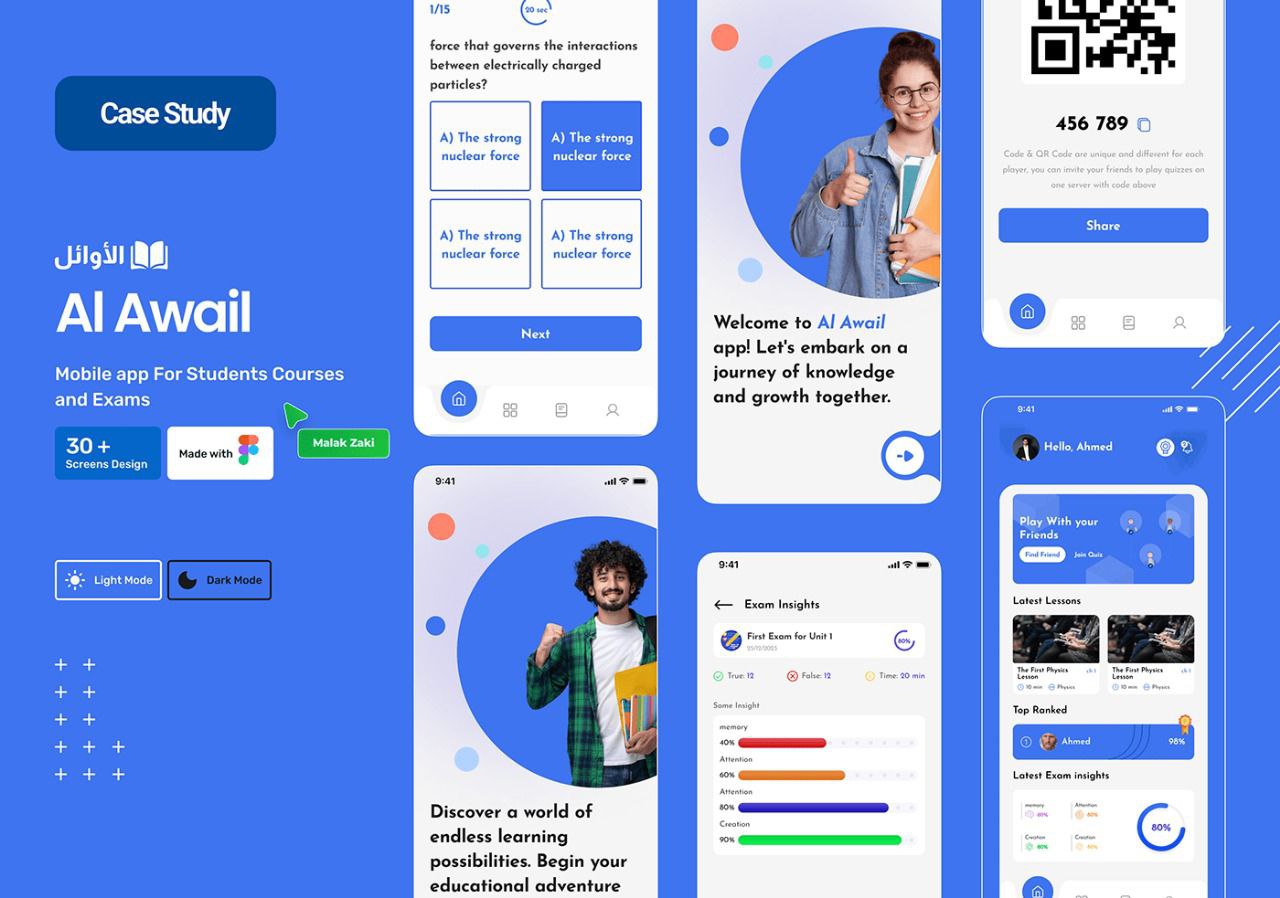 Case Study
الأوائل
Al Awail
Mobile app For Students Courses
and Exams
30 +
Screens Design
Made with
Malak Zaki
Light Mode
Dark Mode
1/15
20 sec
force that governs the interactions
between electrically charged
particles?
A) The strong
nuclear force
A) The strong
nuclear force
A) The strong
nuclear force
A) The strong
nuclear force
Next
9:41
Discover a world of
endless learning
possibilities. Begin your
educational adventure
Welcome to Al Awail
app! Let's embark on a
journey of knowledge
and growth together.
9:41
Exam Insights
First Exam for Unit 1
25/12/2023
80%
True: 12
False: 12
Time: 20 min
Some Insight
memory
40%
Attention
60%
Attention
80%
Creation
90%
456 789
Code & QR Code are unique and different for each
player, you can invite your friends to play quizzes on
one server with code above
Share
9:41
Hello, Ahmed
Play With your
Friends
Find Friend
Join Quiz
Latest Lessons
The First Physics
Lesson
10 min
Physics
The First Physics
Lesson
10 min
Physics
Top Ranked
1
Ahmed
98%
Latest Exam insights
memory
80%
Attention
80%
Creation
80%
Creation
80%
80%